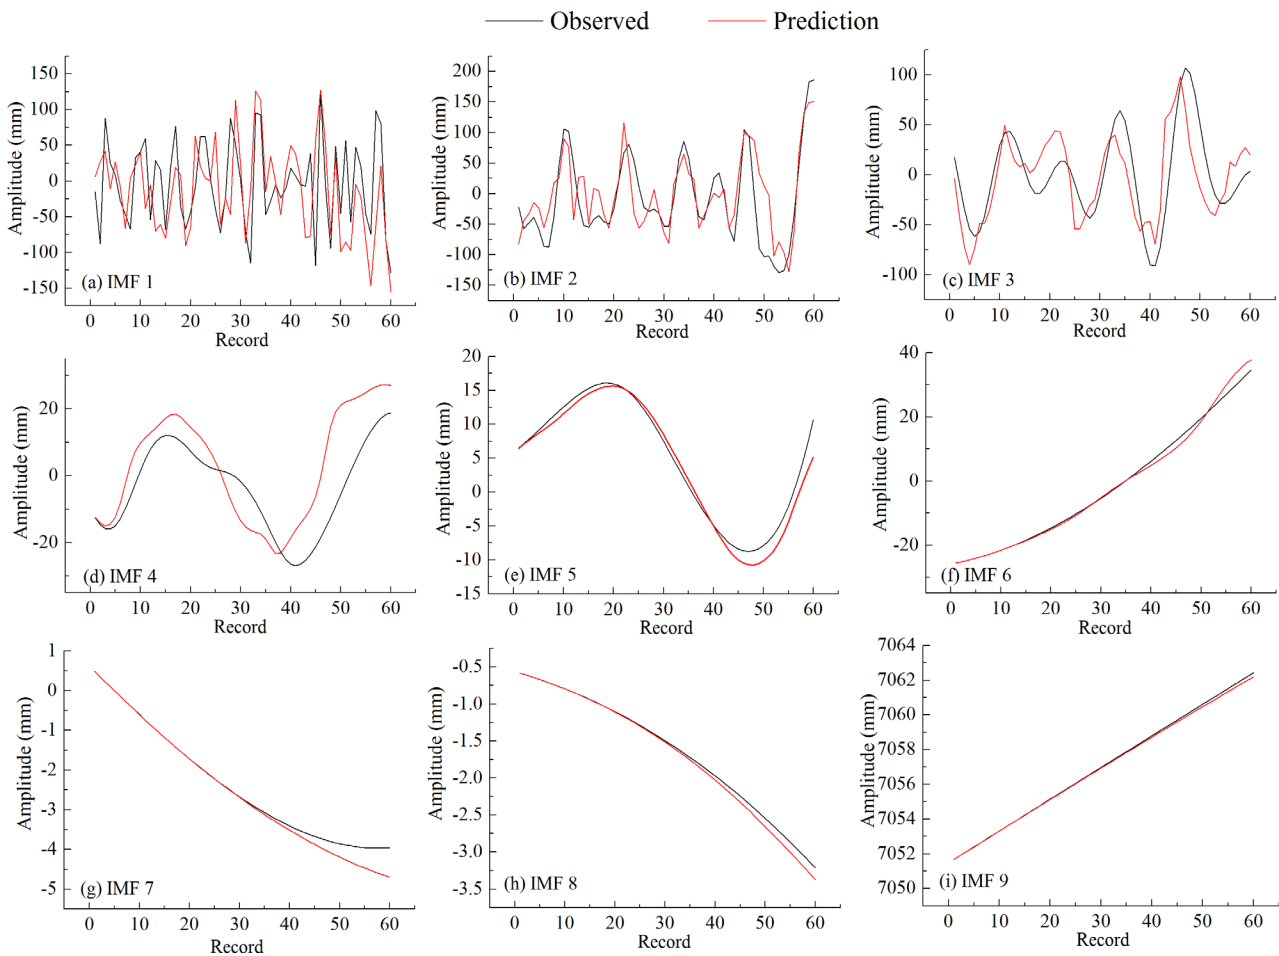 Observed Prediction
150
100
50
0
-50
-100
-150
Amplitude (mm)
(a) IMF 1
0 10 20 30 40 50 60
Record
200
150
100
50
0
-50
-100
-150
Amplitude (mm)
(b) IMF 2
0 10 20 30 40 50 60
Record
100
50
0
-50
-100
Amplitude (mm)
(c) IMF 3
0 10 20 30 40 50 60
Record
20
0
-20
Amplitude (mm)
(d) IMF 4
0 10 20 30 40 50 60
Record
20
15
10
5
0
-5
-10
-15
Amplitude (mm)
(e) IMF 5
0 10 20 30 40 50 60
Record
40
20
0
-20
Amplitude (mm)
(f) IMF 6
0 10 20 30 40 50 60
Record
1
0
-1
-2
-3
-4
-5
Amplitude (mm)
(g) IMF 7
0 10 20 30 40 50 60
Record
-0.5
-1.0
-1.5
-2.0
-2.5
-3.0
-3.5
Amplitude (mm)
(h) IMF 8
0 10 20 30 40 50 60
Record
7064
7062
7060
7058
7056
7054
7052
7050
Amplitude (mm)
(i) IMF 9
0 10 20 30 40 50 60
Record